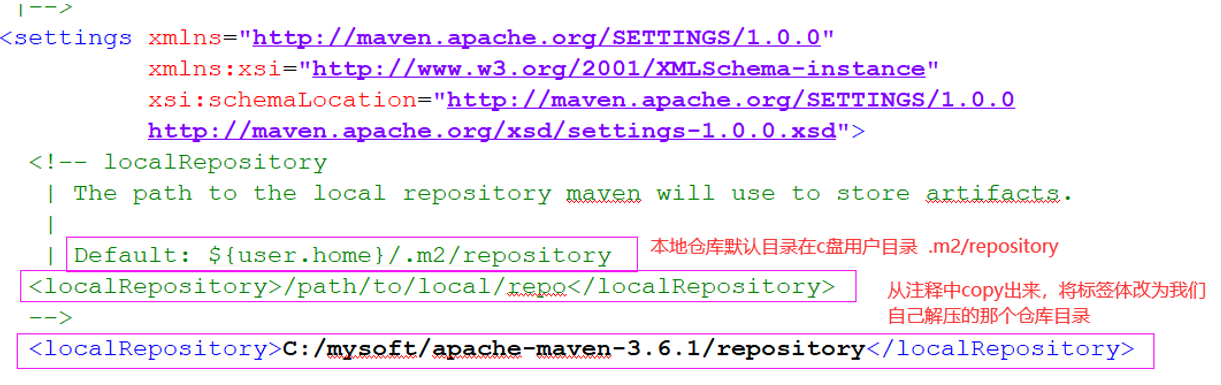 |-->
<settings xmlns="http://maven.apache.org/SETTINGS/1.0.0"
xmlns:xsi="http://www.w3.org/2001/XMLSchema-instance"
xsi:schemaLocation="http://maven.apache.org/SETTINGS/1.0.0
http://maven.apache.org/xsd/settings-1.0.0.xsd">
<!-- localRepository
| The path to the local repository maven will use to store artifacts.
|
| Default: ${user.home}/.m2/repository
本地仓库默认目录在c盘用户目录 .m2/repository
<localRepository>/path/to/local/repo</localRepository>
从注释中copy出来，将标签体改为我们
自己解压的那个仓库目录
-->
<localRepository>C:/mysoft/apache-maven-3.6.1/repository</localRepository>